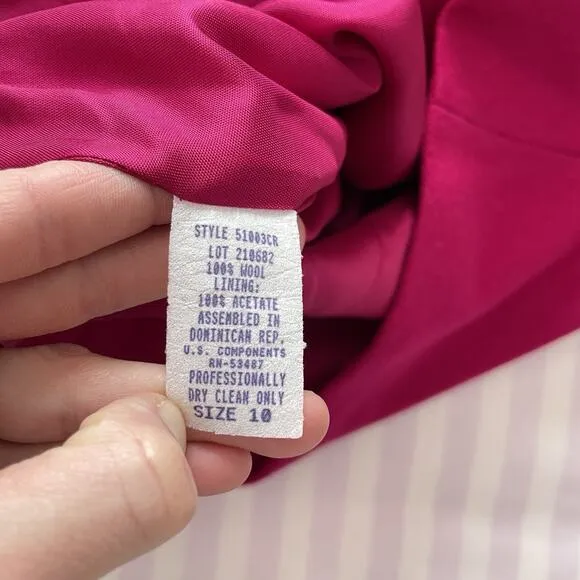 STYLE 51003CR
LOT 210682
100% WOOL
LINING:
100% ACETATE
ASSEMBLED IN
DOMINICAN REP.
U.S. COMPONENTS
RN-53487
PROFESSIONALLY
DRY CLEAN ONLY
SIZE 10